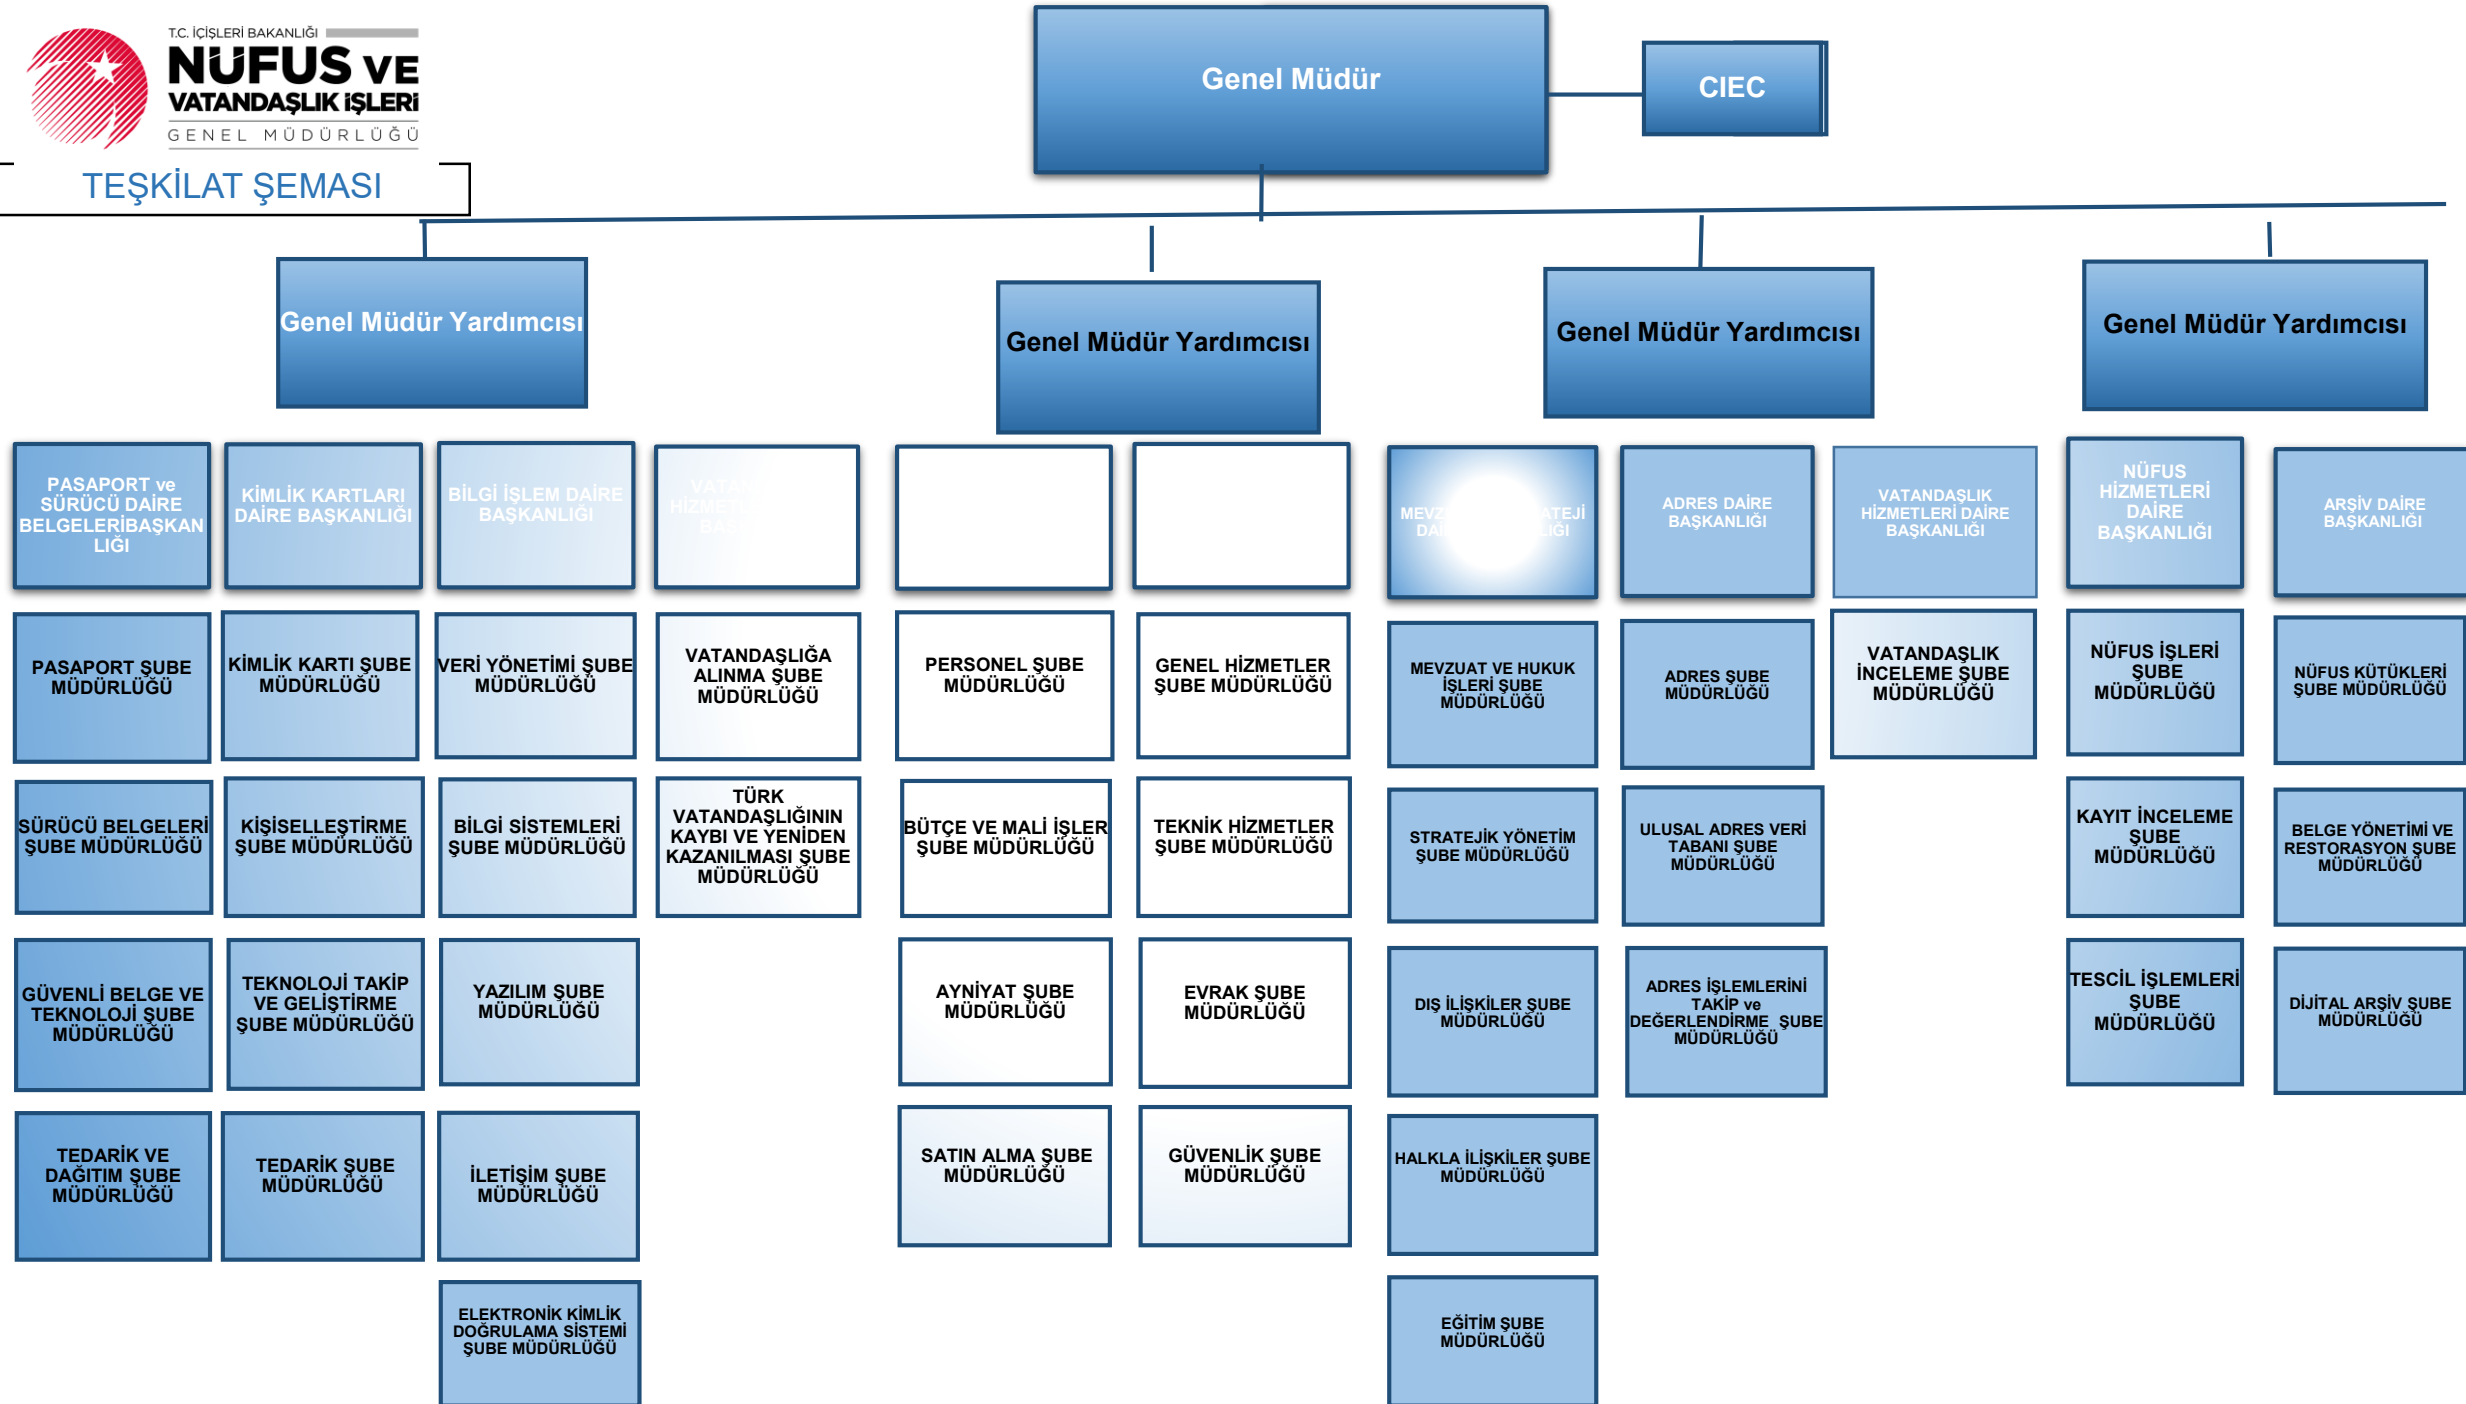 T.C. İÇİŞLERİ BAKANLIĞI
NÜFUS VE
VATANDAŞLIK İŞLERİ
GENEL MÜDÜRLÜĞÜ
TEŞKİLAT ŞEMASI
Genel Müdür
CIEC
Genel Müdür Yardımcısı
Genel Müdür Yardımcısı
Genel Müdür Yardımcısı
Genel Müdür Yardımcısı
PASAPORT ve
SÜRÜCÜ DAİRE
BELGELERİBAŞKAN
LIĞI
KİMLİK KARTLARI
DAİRE BAŞKANLIĞI
BİLGİ İŞLEM DAİRE
BAŞKANLIĞI
ADRES DAİRE
BAŞKANLIĞI
VATANDAŞLIK
HİZMETLERİ DAİRE
BAŞKANLIĞI
NÜFUS
HİZMETLERİ
DAİRE
BAŞKANLIĞI
ARŞİV DAİRE
BAŞKANLIĞI
PASAPORT ŞUBE
MÜDÜRLÜĞÜ
KİMLİK KARTI ŞUBE
MÜDÜRLÜĞÜ
VERİ YÖNETİMİ ŞUBE
MÜDÜRLÜĞÜ
VATANDAŞLIĞA
ALINMA ŞUBE
MÜDÜRLÜĞÜ
PERSONEL ŞUBE
MÜDÜRLÜĞÜ
GENEL HİZMETLER
ŞUBE MÜDÜRLÜĞÜ
MEVZUAT VE HUKUK
İŞLERİ ŞUBE
MÜDÜRLÜĞÜ
ADRES ŞUBE
MÜDÜRLÜĞÜ
VATANDAŞLIK
İNCELEME ŞUBE
MÜDÜRLÜĞÜ
NÜFUS İŞLERİ
ŞUBE
MÜDÜRLÜĞÜ
NÜFUS KÜTÜKLERİ
ŞUBE MÜDÜRLÜĞÜ
SÜRÜCÜ BELGELERİ
ŞUBE MÜDÜRLÜĞÜ
KİŞİSELLEŞTİRME
ŞUBE MÜDÜRLÜĞÜ
BİLGİ SİSTEMLERİ
ŞUBE MÜDÜRLÜĞÜ
TÜRK
VATANDAŞLIĞININ
KAYBI VE YENİDEN
KAZANILMASI ŞUBE
MÜDÜRLÜĞÜ
BÜTÇE VE MALİ İŞLER
ŞUBE MÜDÜRLÜĞÜ
TEKNİK HİZMETLER
ŞUBE MÜDÜRLÜĞÜ
STRATEJİK YÖNETİM
ŞUBE MÜDÜRLÜĞÜ
ULUSAL ADRES VERİ
TABANI ŞUBE
MÜDÜRLÜĞÜ
KAYIT İNCELEME
ŞUBE
MÜDÜRLÜĞÜ
BELGE YÖNETİMİ VE
RESTORASYON ŞUBE
MÜDÜRLÜĞÜ
GÜVENLİ BELGE VE
TEKNOLOJİ ŞUBE
MÜDÜRLÜĞÜ
TEKNOLOJİ TAKİP
VE GELİŞTİRME
ŞUBE MÜDÜRLÜĞÜ
YAZILIM ŞUBE
MÜDÜRLÜĞÜ
AYNİYAT ŞUBE
MÜDÜRLÜĞÜ
EVRAK ŞUBE
MÜDÜRLÜĞÜ
DIŞ İLİŞKİLER ŞUBE
MÜDÜRLÜĞÜ
ADRES İŞLEMLERİNİ
TAKİP ve
DEĞERLENDİRME ŞUBE
MÜDÜRLÜĞÜ
TESCİL İŞLEMLERİ
ŞUBE
MÜDÜRLÜĞÜ
DİJİTAL ARŞİV ŞUBE
MÜDÜRLÜĞÜ
TEDARİK VE
DAĞITIM ŞUBE
MÜDÜRLÜĞÜ
TEDARİK ŞUBE
MÜDÜRLÜĞÜ
İLETİŞİM ŞUBE
MÜDÜRLÜĞÜ
SATIN ALMA ŞUBE
MÜDÜRLÜĞÜ
GÜVENLİK ŞUBE
MÜDÜRLÜĞÜ
HALKLA İLİŞKİLER ŞUBE
MÜDÜRLÜĞÜ
ELEKTRONİK KİMLİK
DOĞRULAMA SİSTEMİ
ŞUBE MÜDÜRLÜĞÜ
EĞİTİM ŞUBE
MÜDÜRLÜĞÜ